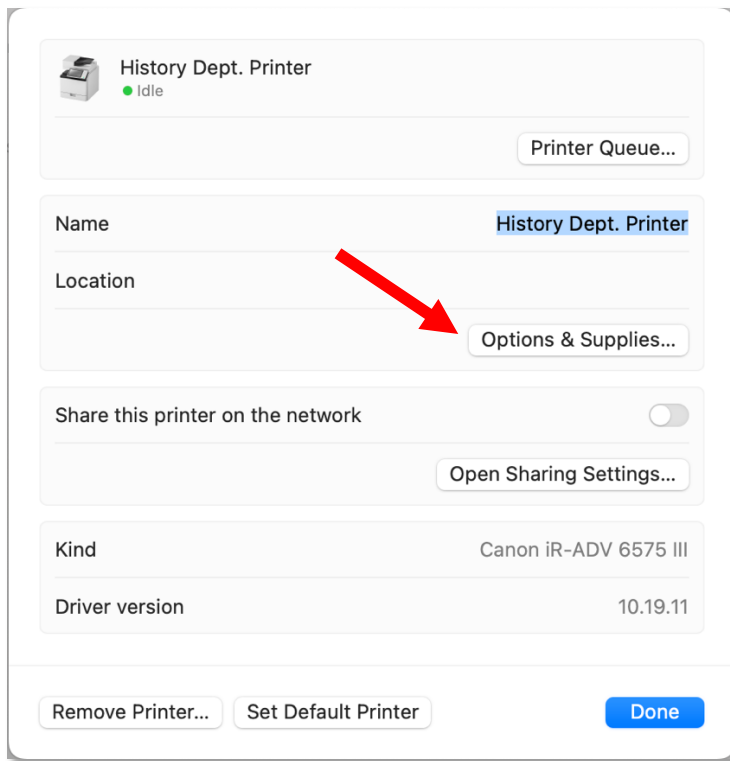 History Dept. Printer
Idle
Printer Queue...
Name History Dept. Printer
Location
Options & Supplies...
Share this printer on the network
Open Sharing Settings...
Kind Canon iR-ADV 6575 III
Driver version 10.19.11
Remove Printer... Set Default Printer Done